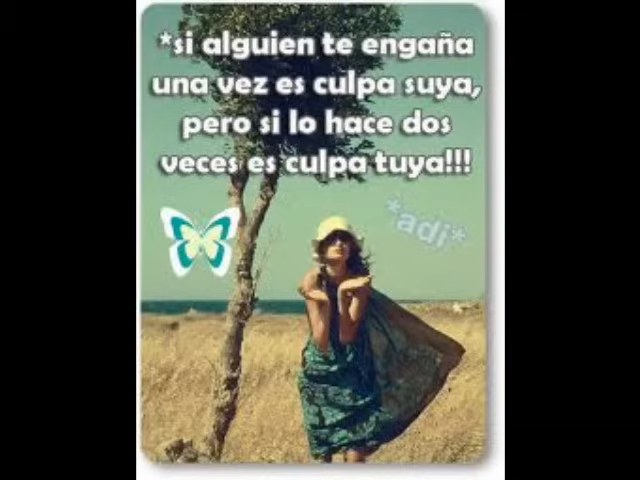 *si alguien te engaña
una vez es culpa suya,
pero si lo hace dos
veces es culpa tuya!!!
*adi*